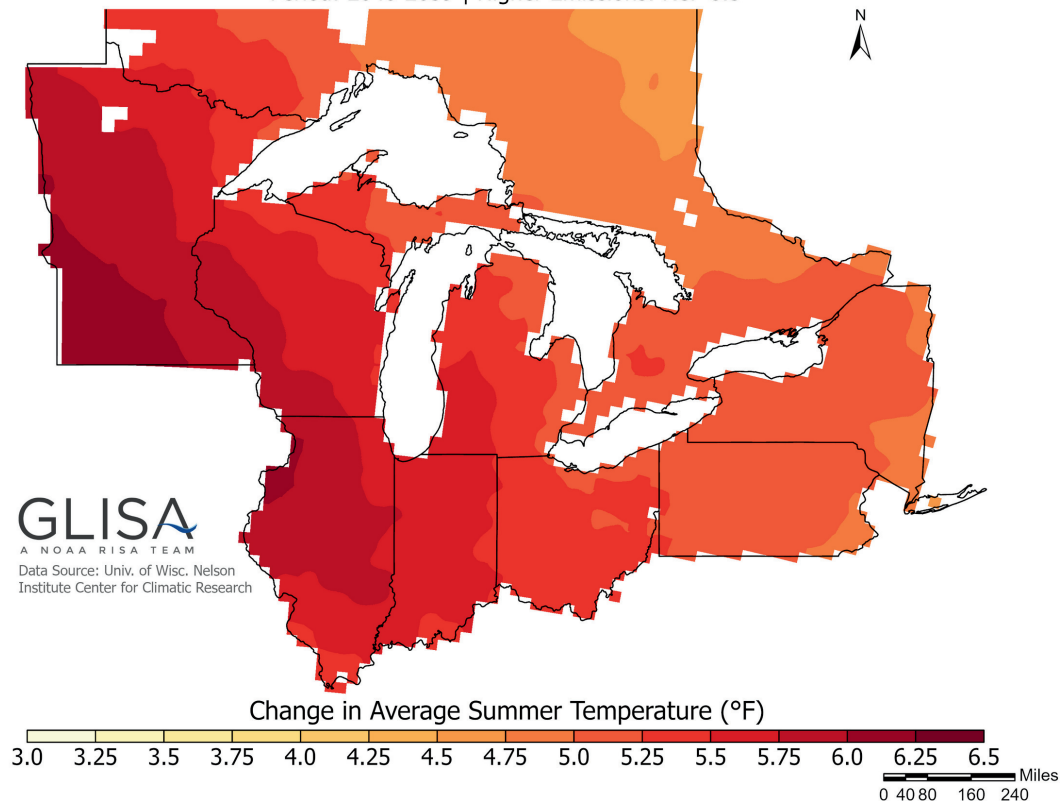 N
GLISA
A NOAA RISA TEAM
Data Source: Univ. of Wisc. Nelson
Institute Center for Climatic Research
Change in Average Summer Temperature (°F)
3.0 3.25 3.5 3.75 4.0 4.25 4.5 4.75 5.0 5.25 5.5 5.75 6.0 6.25 6.5
Miles
0 40 80 160 240